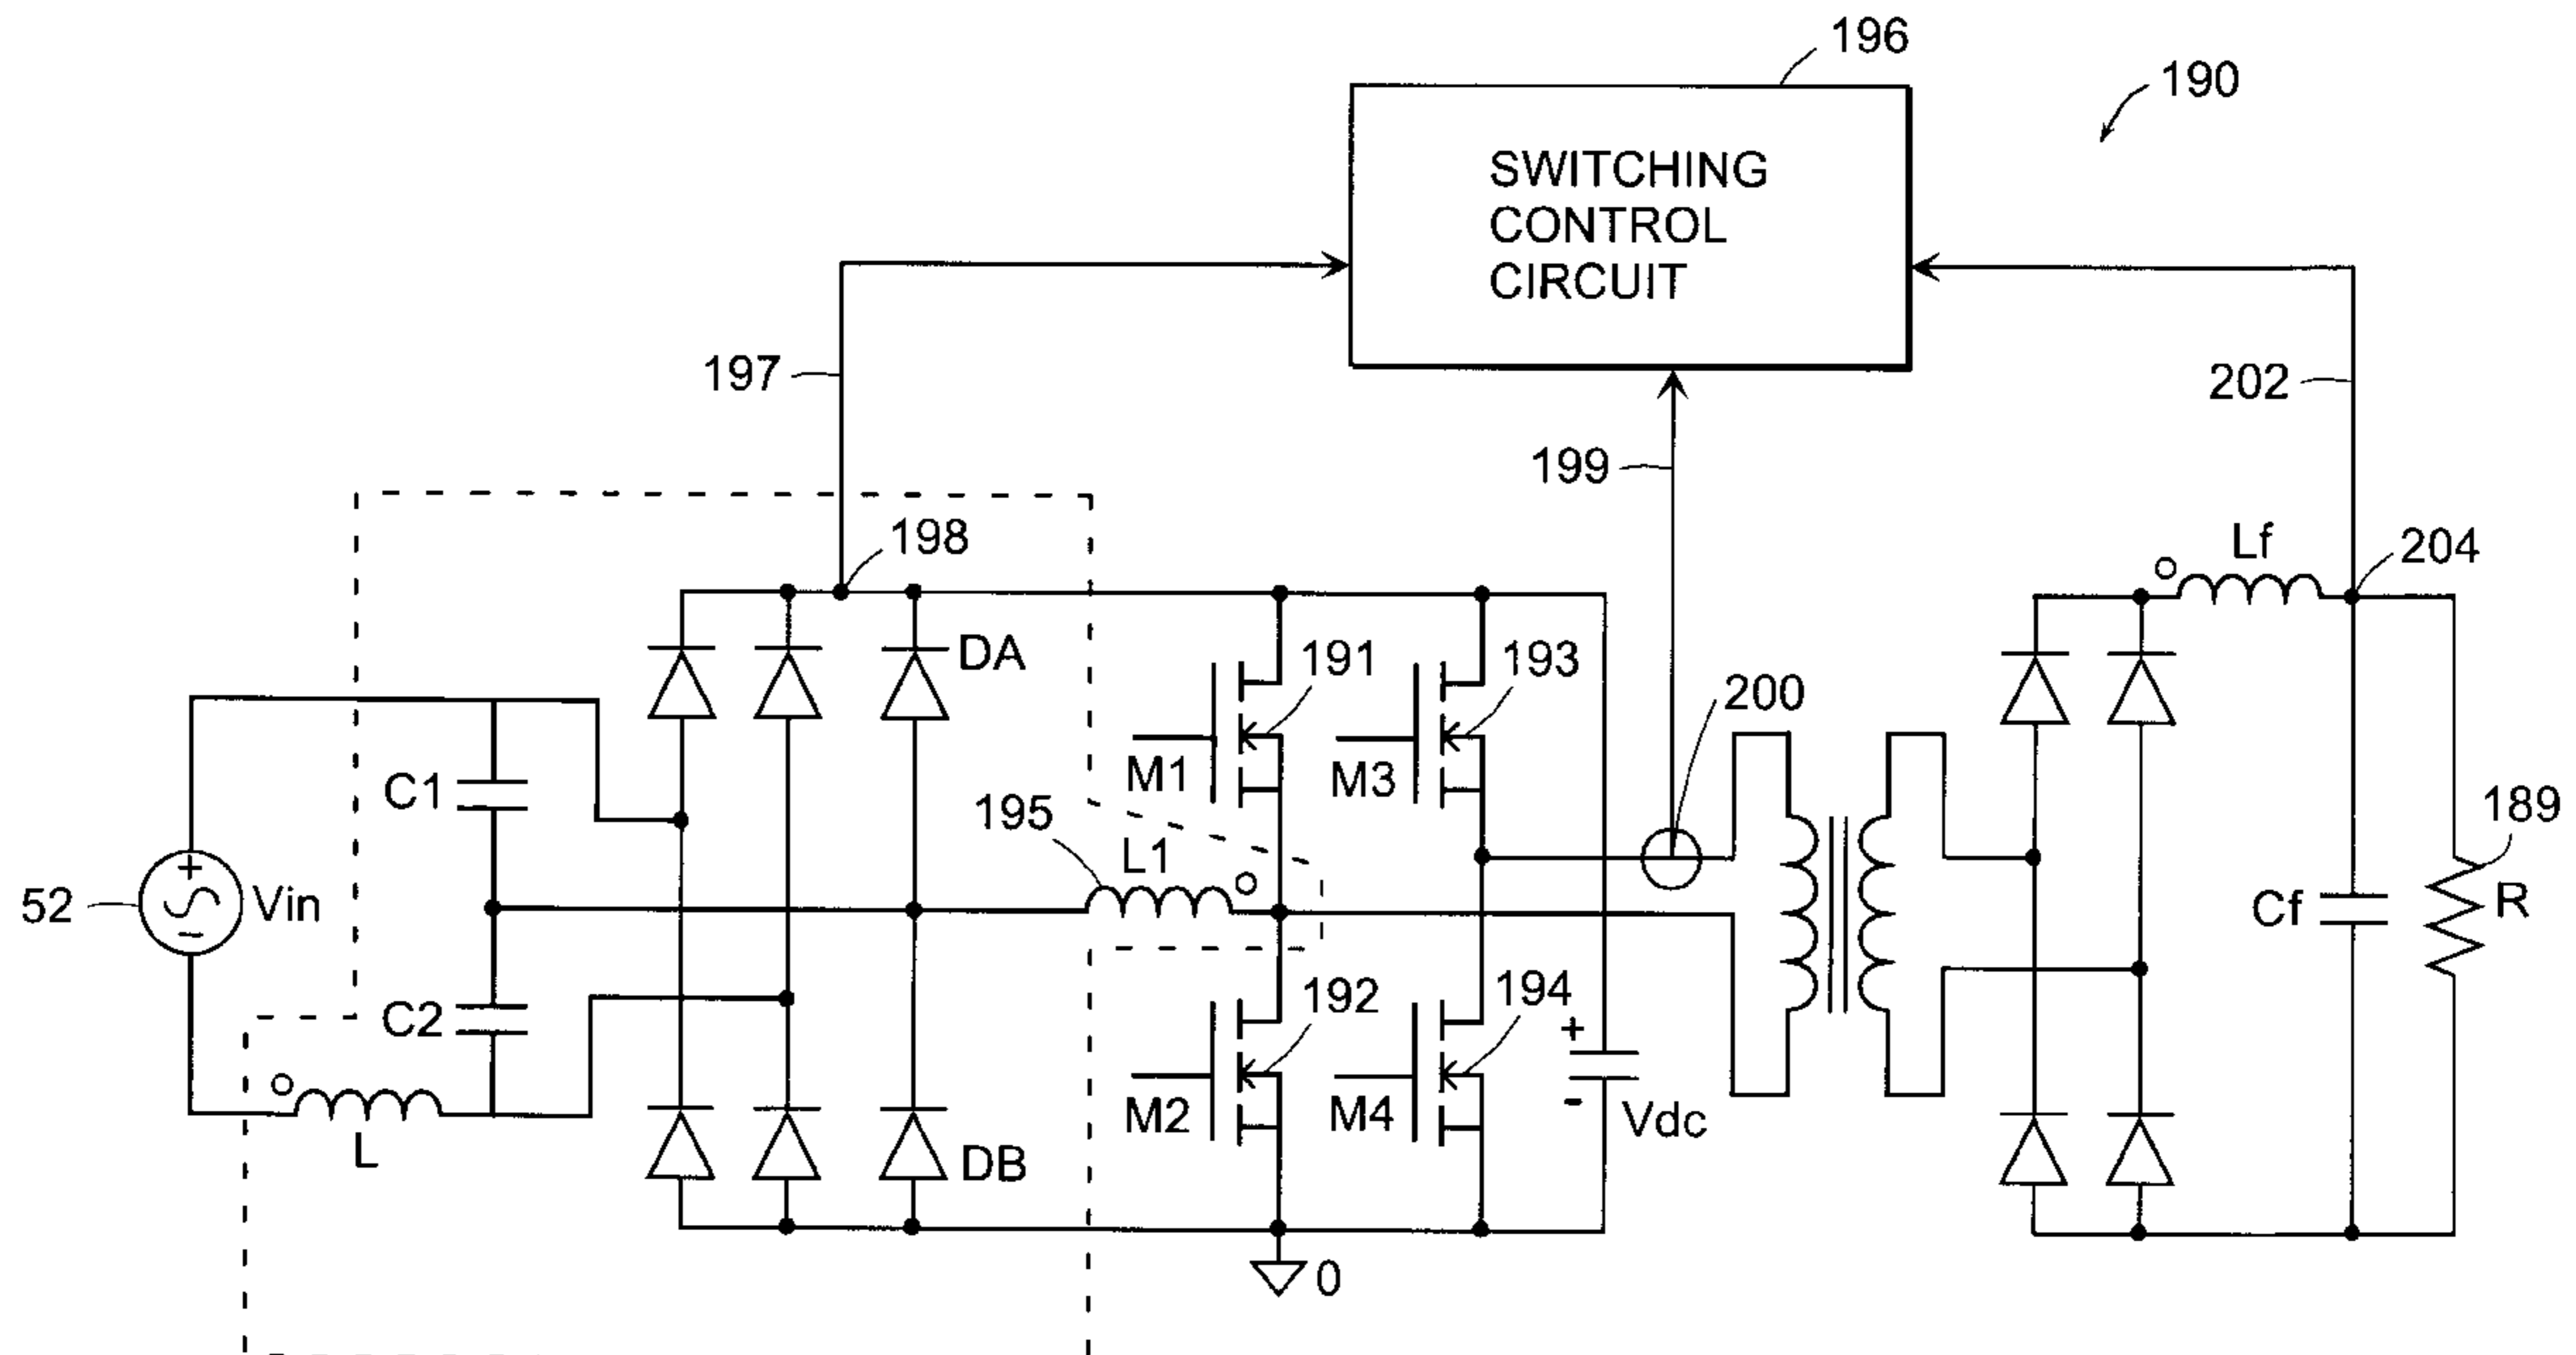 196
190
SWITCHING
CONTROL
CIRCUIT
197
202
199
198
204
Lf
DA
191
193
200
M1
M3
C1
195
L1
189
52
+
Vin
-
Cf
R
C2
192
194
+
M2
M4
-
Vdc
L
DB
0